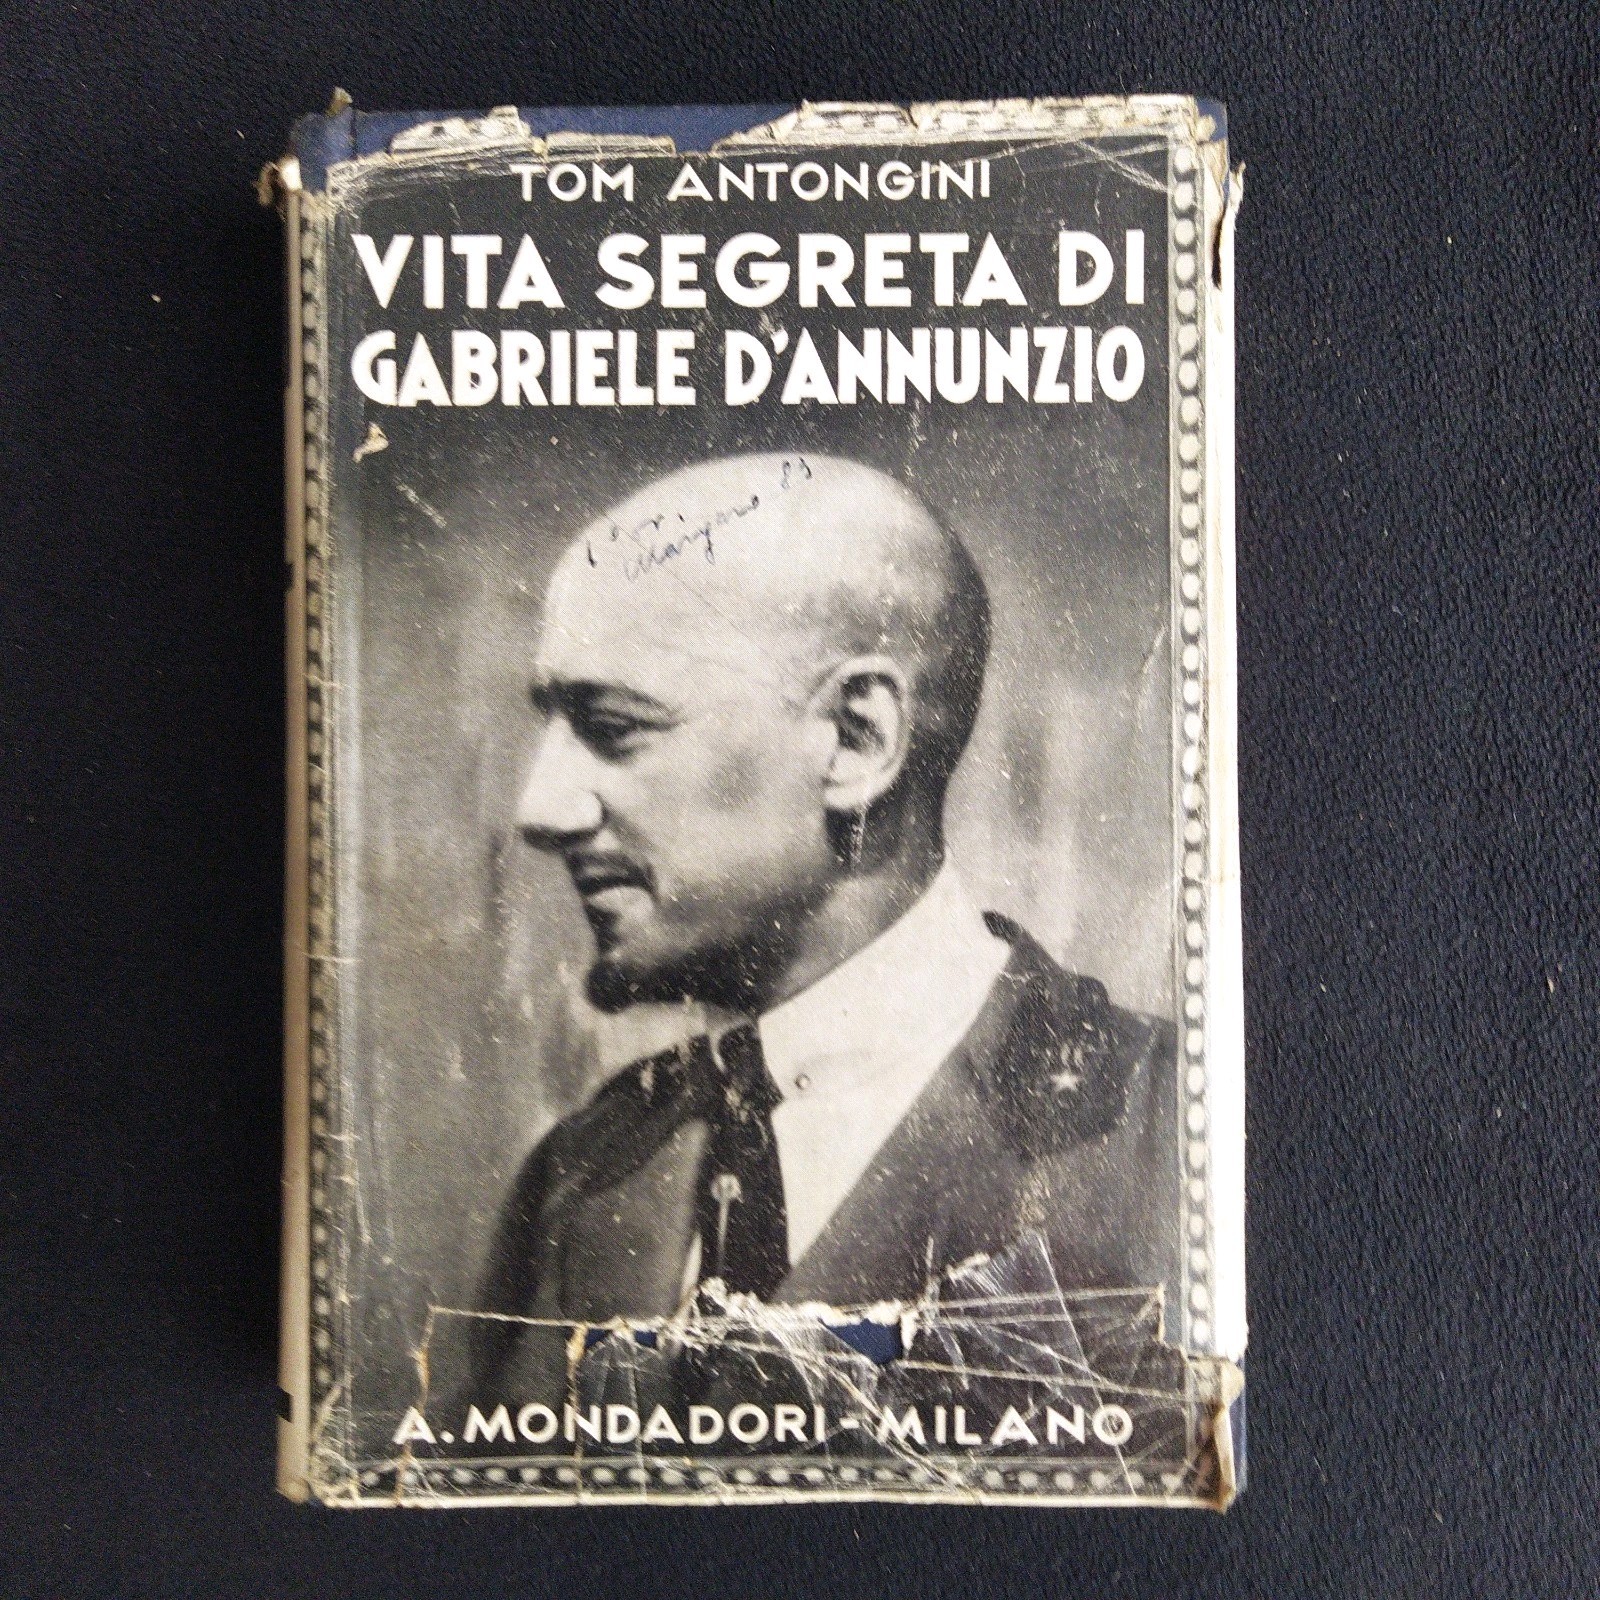 TOM ANTONGINI
VITA SEGRETA DI
GABRIELE D'ANNUNZIO
A. MONDADORI - MILANO